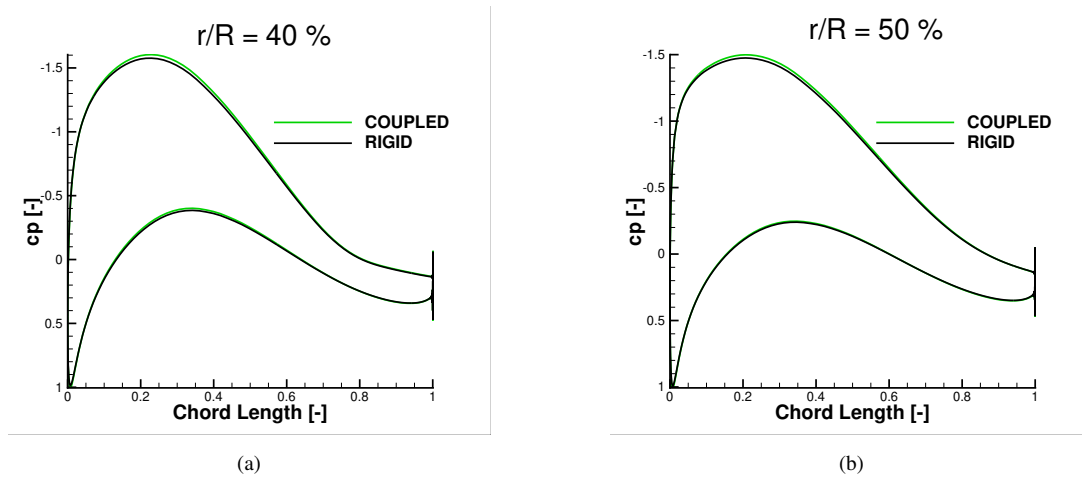 r/R = 40 %
-1.5
-1
-0.5
0
0.5
1
cp [-]
COUPLED
RIGID
0 0.2 0.4 0.6 0.8 1
Chord Length [-]
(a)
r/R = 50 %
-1.5
-1
-0.5
0
0.5
1
cp [-]
COUPLED
RIGID
0 0.2 0.4 0.6 0.8 1
Chord Length [-]
(b)